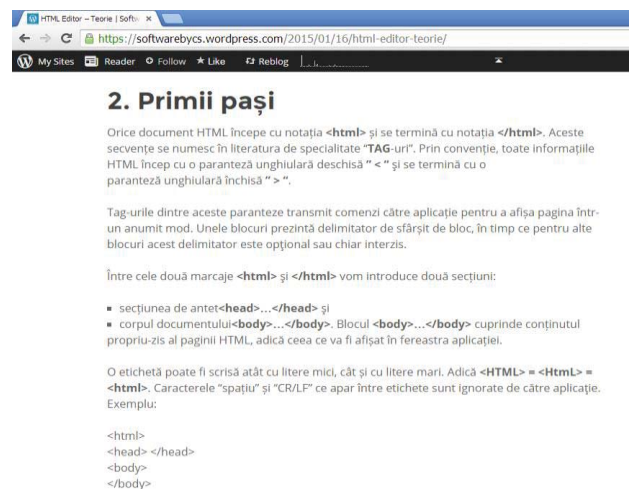 HTML Editor – Teorie | Softw ×
https://softwarebycs.wordpress.com/2015/01/16/html-editor-teorie/
My Sites Reader Follow Like Reblog
2. Primii pași
Orice document HTML începe cu notația <html> și se termină cu notația </html>. Aceste
secvențe se numesc în literatura de specialitate “TAG-uri”. Prin convenție, toate informațiile
HTML încep cu o paranteză unghiulară deschisă “ < “ și se termină cu o
paranteză unghiulară închisă “ > “.
Tag-urile dintre aceste paranteze transmit comenzi către aplicație pentru a afișa pagina într-
un anumit mod. Unele blocuri prezintă delimitator de sfârșit de bloc, în timp ce pentru alte
blocuri acest delimitator este opțional sau chiar interzis.
Între cele două marcaje <html> și </html> vom introduce două secțiuni:
▪ secțiunea de antet<head>...</head> și
▪ corpul documentului<body>...</body>. Blocul <body>...</body> cuprinde conținutul
propriu-zis al paginii HTML, adică ceea ce va fi afișat în fereastra aplicației.
O etichetă poate fi scrisă atât cu litere mici, cât și cu litere mari. Adică <HTML> = <HtmL> =
<html>. Caracterele “spațiu” și “CR/LF” ce apar între etichete sunt ignorate de către aplicație.
Exemplu:
<html>
<head> </head>
<body>
</body>